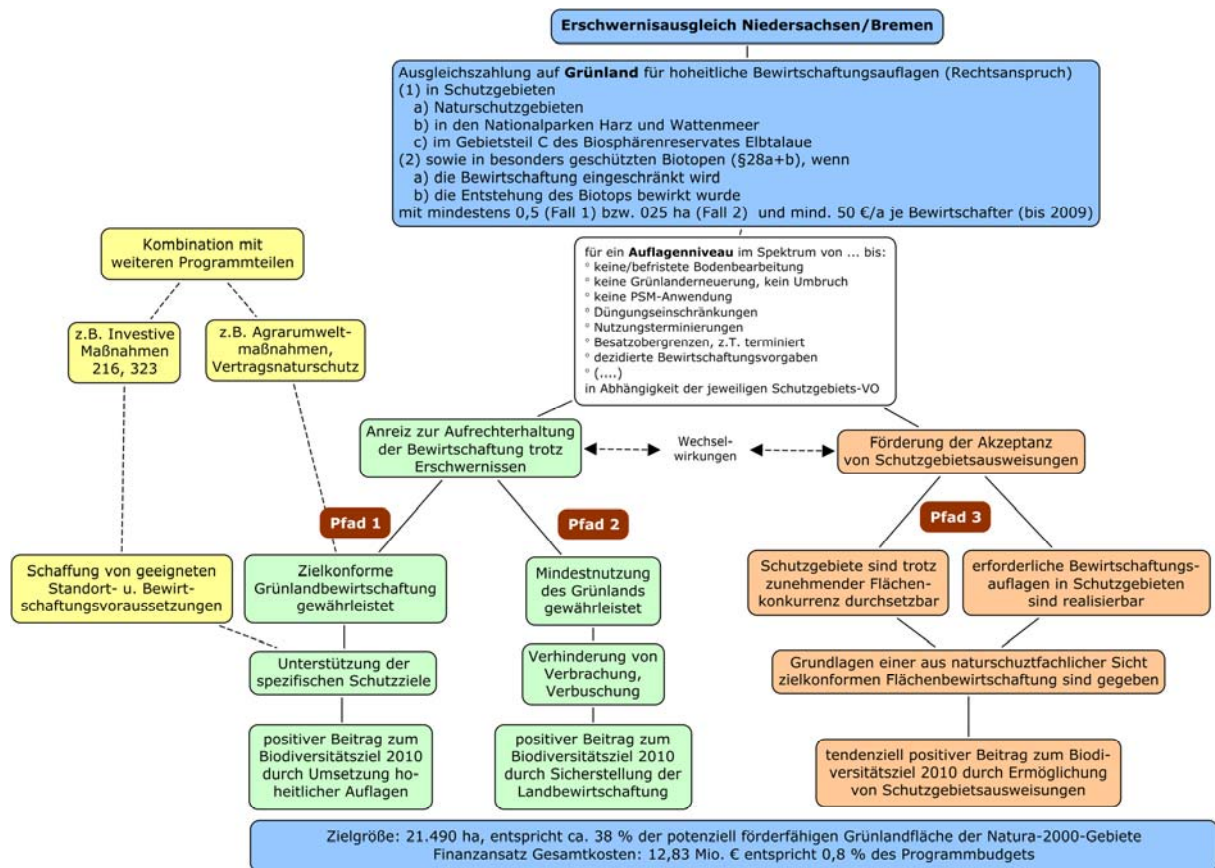 Erschwernisausgleich Niedersachsen/Bremen
Ausgleichszahlung auf Grünland für hoheitliche Bewirtschaftungsauflagen (Rechtsanspruch)
(1) in Schutzgebieten
a) Naturschutzgebieten
b) in den Nationalparken Harz und Wattenmeer
c) im Gebietsteil C des Biosphärenreservates Elbtalaue
(2) sowie in besonders geschützten Biotopen (§28a+b), wenn
a) die Bewirtschaftung eingeschränkt wird
b) die Entstehung des Biotops bewirkt wurde
mit mindestens 0,5 (Fall 1) bzw. 025 ha (Fall 2) und mind. 50 €/a je Bewirtschafter (bis 2009)
Kombination mit
weiteren Programmteilen
z.B. Investive
Maßnahmen
216, 323
z.B. Agrarumwelt-
maßnahmen,
Vertragsnaturschutz
für ein Auflagenniveau im Spektrum von ... bis:
° keine/befristete Bodenbearbeitung
° keine Grünlanderneuerung, kein Umbruch
° keine PSM-Anwendung
° Düngungseinschränkungen
° Nutzungsterminierungen
° Besatzobergrenzen, z.T. terminiert
° dezidierte Bewirtschaftungsvorgaben
° (....)
in Abhängigkeit der jeweiligen Schutzgebiets-VO
Anreiz zur Aufrechterhaltung
der Bewirtschaftung trotz
Erschwernissen
Wechsel-
wirkungen
Förderung der Akzeptanz
von Schutzgebietsausweisungen
Pfad 1
Pfad 2
Pfad 3
Schaffung von geeigneten
Standort- u. Bewirt-
schaftungsvoraussetzungen
Zielkonforme
Grünlandbewirtschaftung
gewährleistet
Mindestnutzung
des Grünlands
gewährleistet
Schutzgebiete sind trotz
zunehmender Flächen-
konkurrenz durchsetzbar
erforderliche Bewirtschaftungs-
auflagen in Schutzgebieten
sind realisierbar
Unterstützung der
spezifischen Schutzziele
Verhinderung von
Verbrachung,
Verbuschung
Grundlagen einer aus naturschuztfachlicher Sicht
zielkonformen Flächenbewirtschaftung sind gegeben
positiver Beitrag zum
Biodiversitätsziel 2010
durch Umsetzung ho-
heitlicher Auflagen
positiver Beitrag zum
Biodiversitätsziel 2010
durch Sicherstellung der
Landbewirtschaftung
tendenziell positiver Beitrag zum Biodi-
versitätsziel 2010 durch Ermöglichung
von Schutzgebietsausweisungen
Zielgröße: 21.490 ha, entspricht ca. 38 % der potenziell förderfähigen Grünlandfläche der Natura-2000-Gebiete
Finanzansatz Gesamtkosten: 12,83 Mio. € entspricht 0,8 % des Programmbudgets